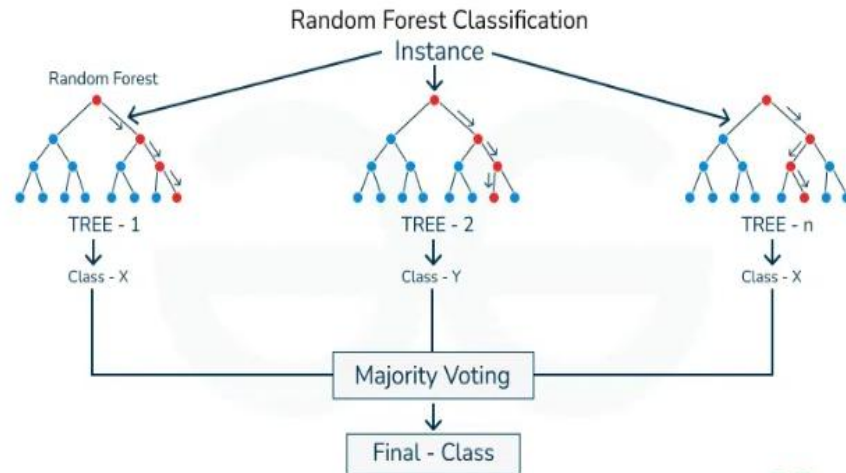 Random Forest Classification
Instance
Random Forest
TREE - 1
TREE - 2
TREE - n
Class - X
Class - Y
Class - X
Majority Voting
Final - Class